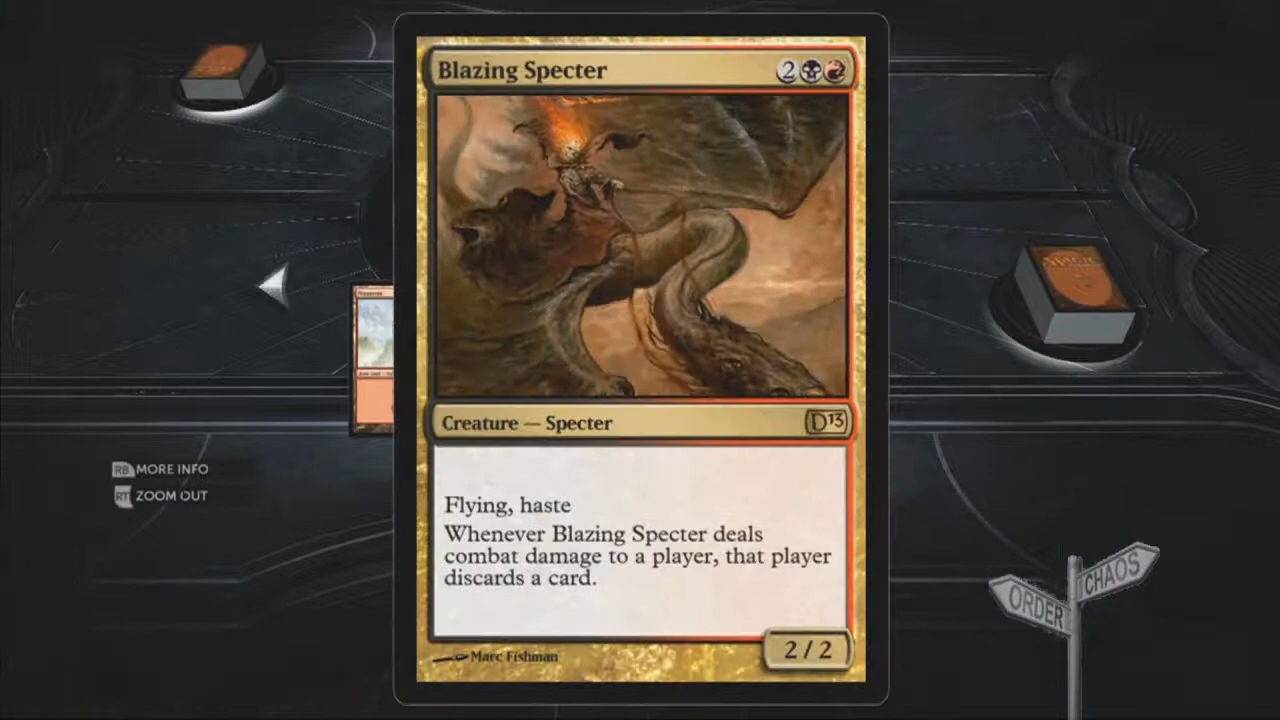 Blazing Specter
2
Creature — Specter
D13
Flying, haste
Whenever Blazing Specter deals
combat damage to a player, that player
discards a card.
2 / 2
Marc Fishman
RB MORE INFO
RT ZOOM OUT
MAGIC
ORDER
CHAOS